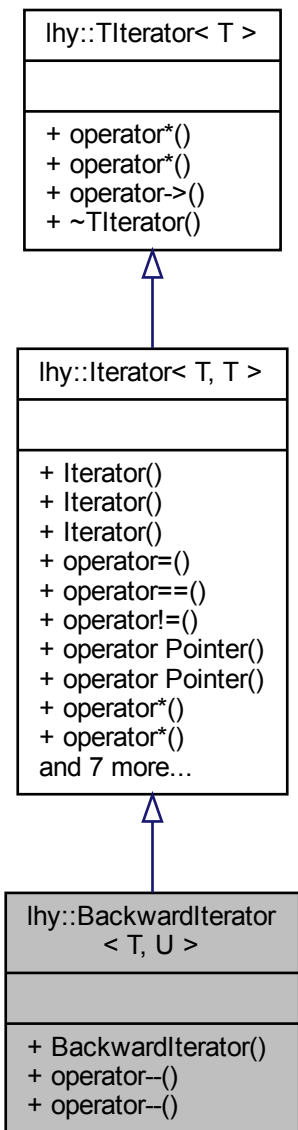 lhy::TIterator< T >
+ operator*()
+ operator*()
+ operator->()
+ ~TIterator()
lhy::Iterator< T, T >
+ Iterator()
+ Iterator()
+ Iterator()
+ operator=()
+ operator==()
+ operator!=()
+ operator Pointer()
+ operator Pointer()
+ operator*()
+ operator*()
and 7 more...
lhy::BackwardIterator
< T, U >
+ BackwardIterator()
+ operator--()
+ operator--()